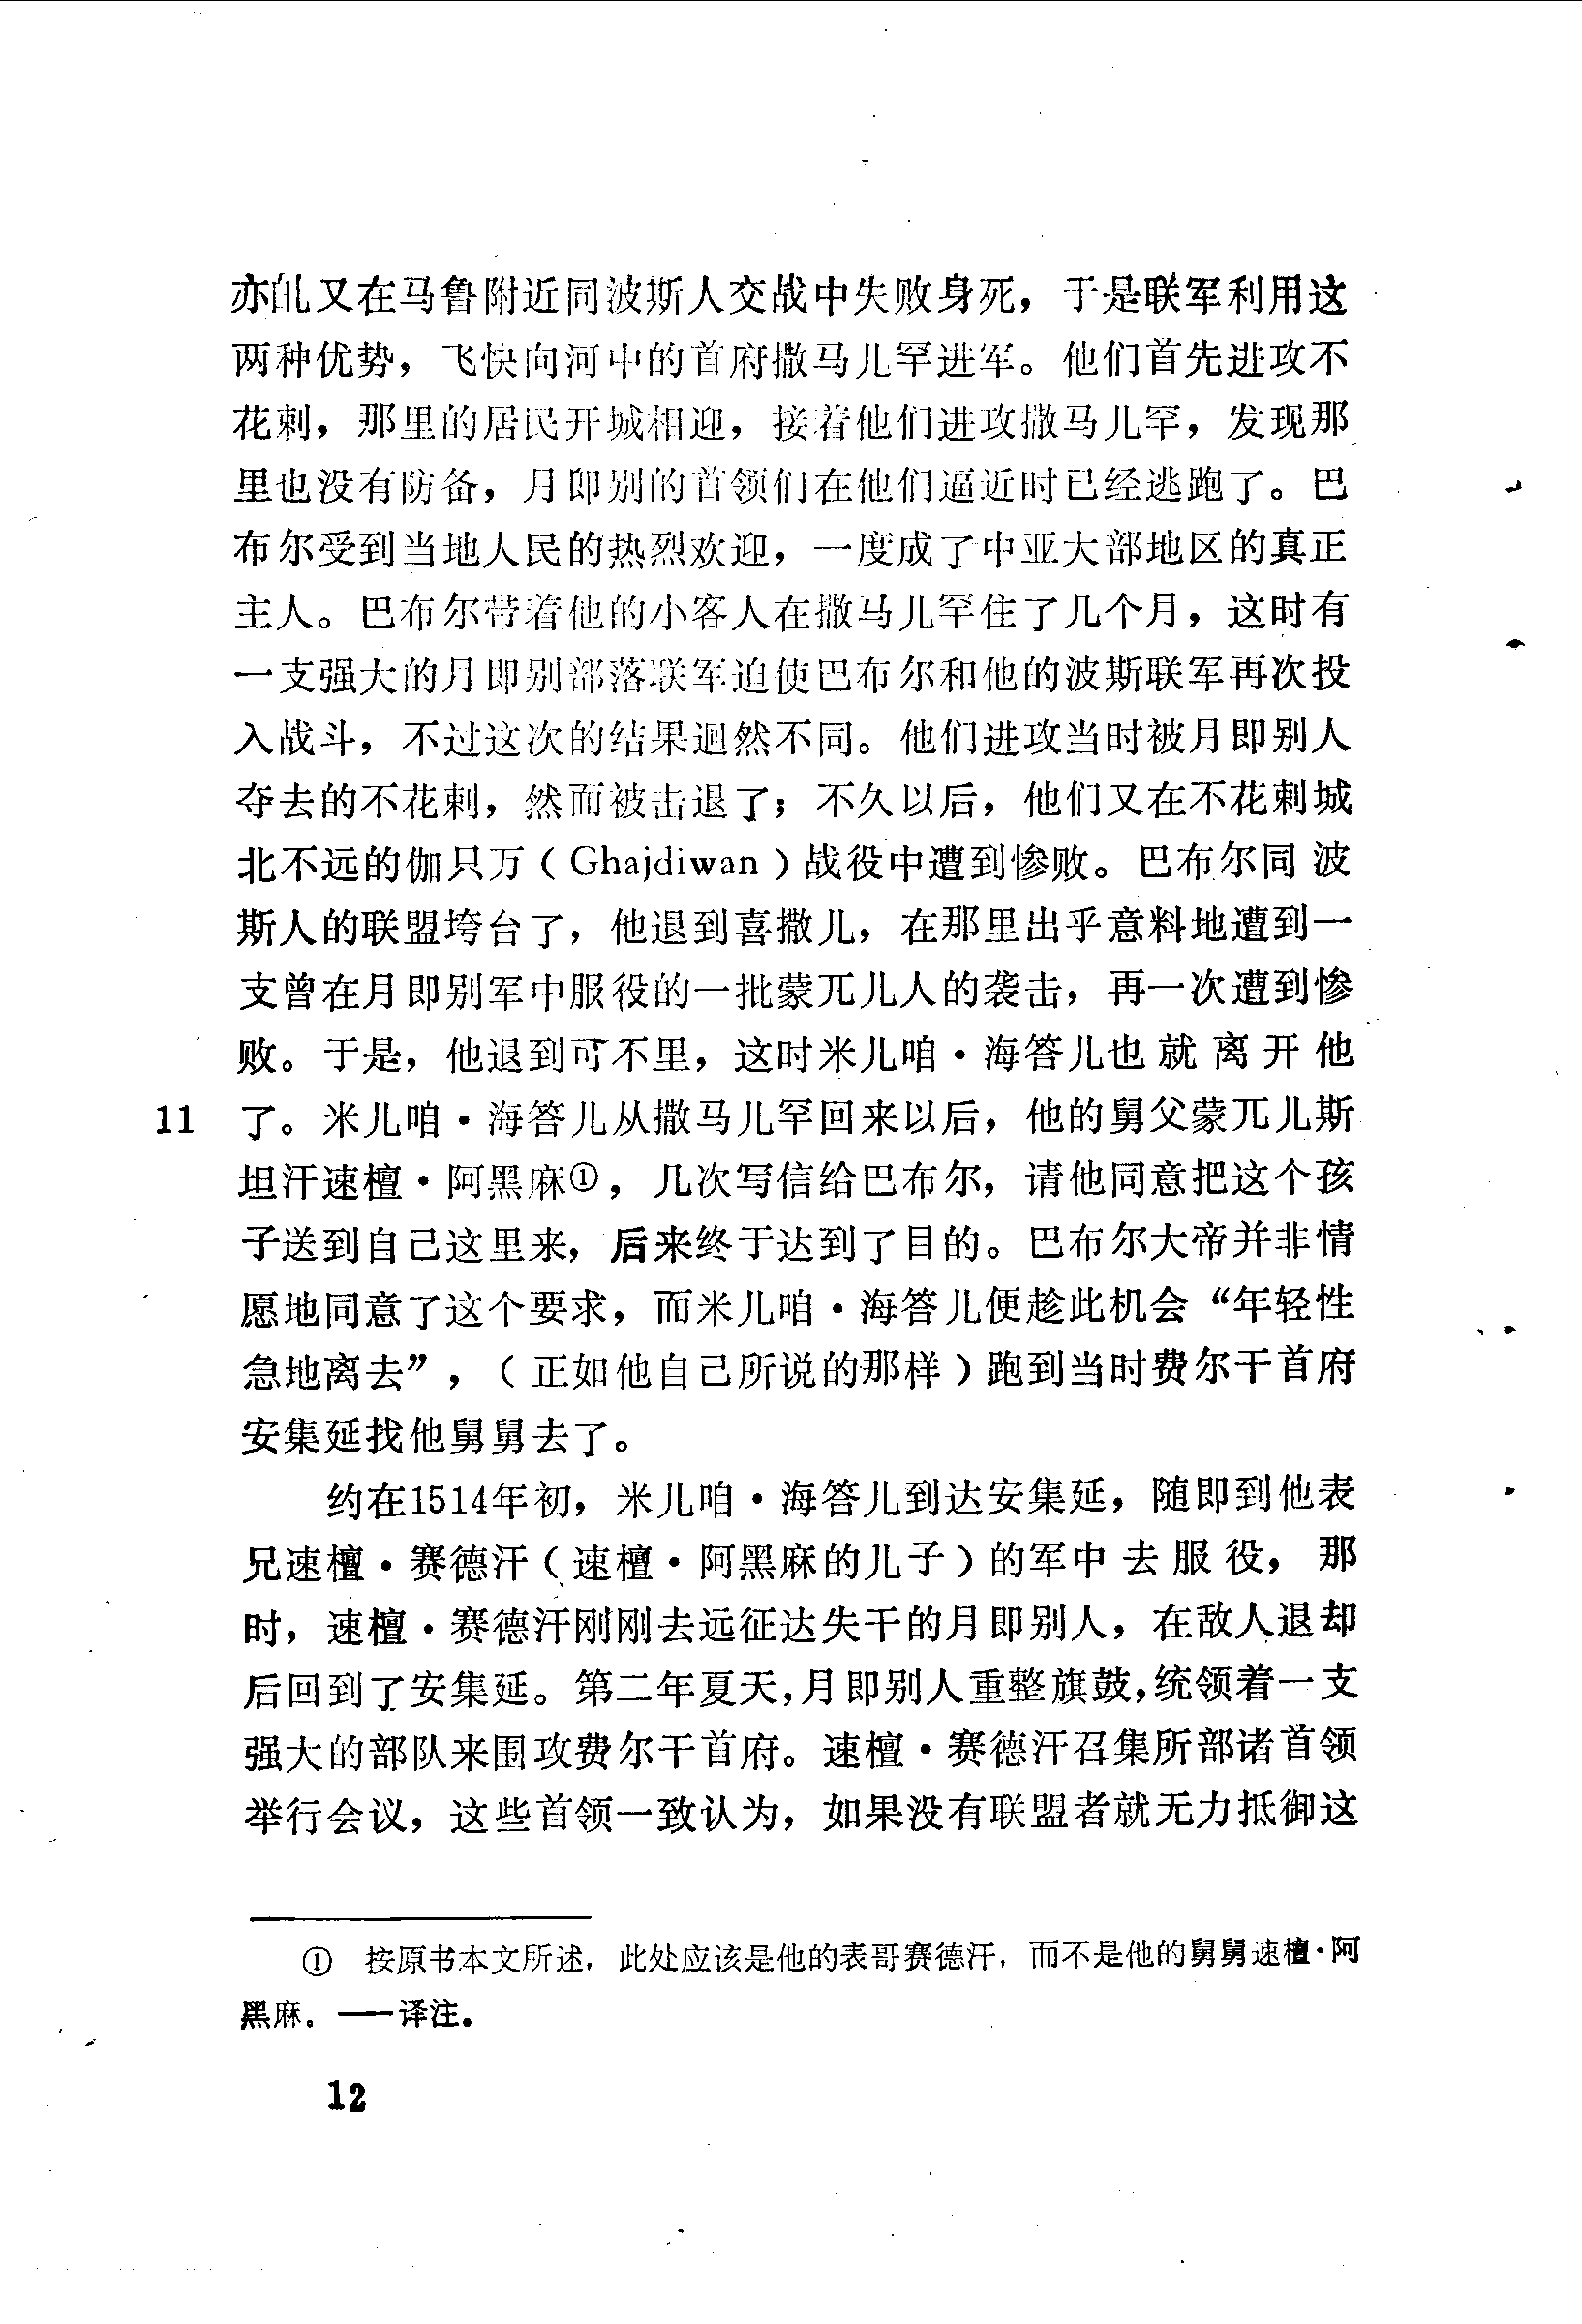 亦癿又在马鲁附近同波斯人交战中失败身死，于是联军利用这
两种优势，飞快向河中的首府撒马儿罕进军。他们首先进攻不
花剌，那里的居民开城相迎，接着他们进攻撒马儿罕，发现那
里也没有防备，月即别的首领们在他们逼近时已经逃跑了。巴
布尔受到当地人民的热烈欢迎，一度成了中亚大部地区的真正
主人。巴布尔带着他的小客人在撒马儿罕住了几个月，这时有
一支强大的月即别部落联军迫使巴布尔和他的波斯联军再次投
入战斗，不过这次的结果迥然不同。他们进攻当时被月即别人
夺去的不花剌，然而被击退了；不久以后，他们又在不花剌城
北不远的伽只万（Ghajdiwan）战役中遭到惨败。巴布尔同波
斯人的联盟垮台了，他退到喜撒儿，在那里出乎意料地遭到一
支曾在月即别军中服役的一批蒙兀儿人的袭击，再一次遭到惨
败。于是，他退到可不里，这时米儿咱·海答儿也就离开他
11 了。米儿咱·海答儿从撒马儿罕回来以后，他的舅父蒙兀儿斯
坦汗速檀·阿黑麻①，几次写信给巴布尔，请他同意把这个孩
子送到自己这里来，后来终于达到了目的。巴布尔大帝并非情
愿地同意了这个要求，而米儿咱·海答儿便趁此机会“年轻性
急地离去”，（正如他自己所说的那样）跑到当时费尔干首府
安集延找他舅舅去了。
约在1514年初，米儿咱·海答儿到达安集延，随即到他表
兄速檀·赛德汗（速檀·阿黑麻的儿子）的军中去服役，那
时，速檀·赛德汗刚刚去远征达失干的月即别人，在敌人退却
后回到了安集延。第二年夏天，月即别人重整旗鼓，统领着一支
强大的部队来围攻费尔干首府。速檀·赛德汗召集所部诸首领
举行会议，这些首领一致认为，如果没有联盟者就无力抵御这
① 按原书本文所述，此处应该是他的表哥赛德汗，而不是他的舅舅速檀·阿
黑麻。——译注。
12